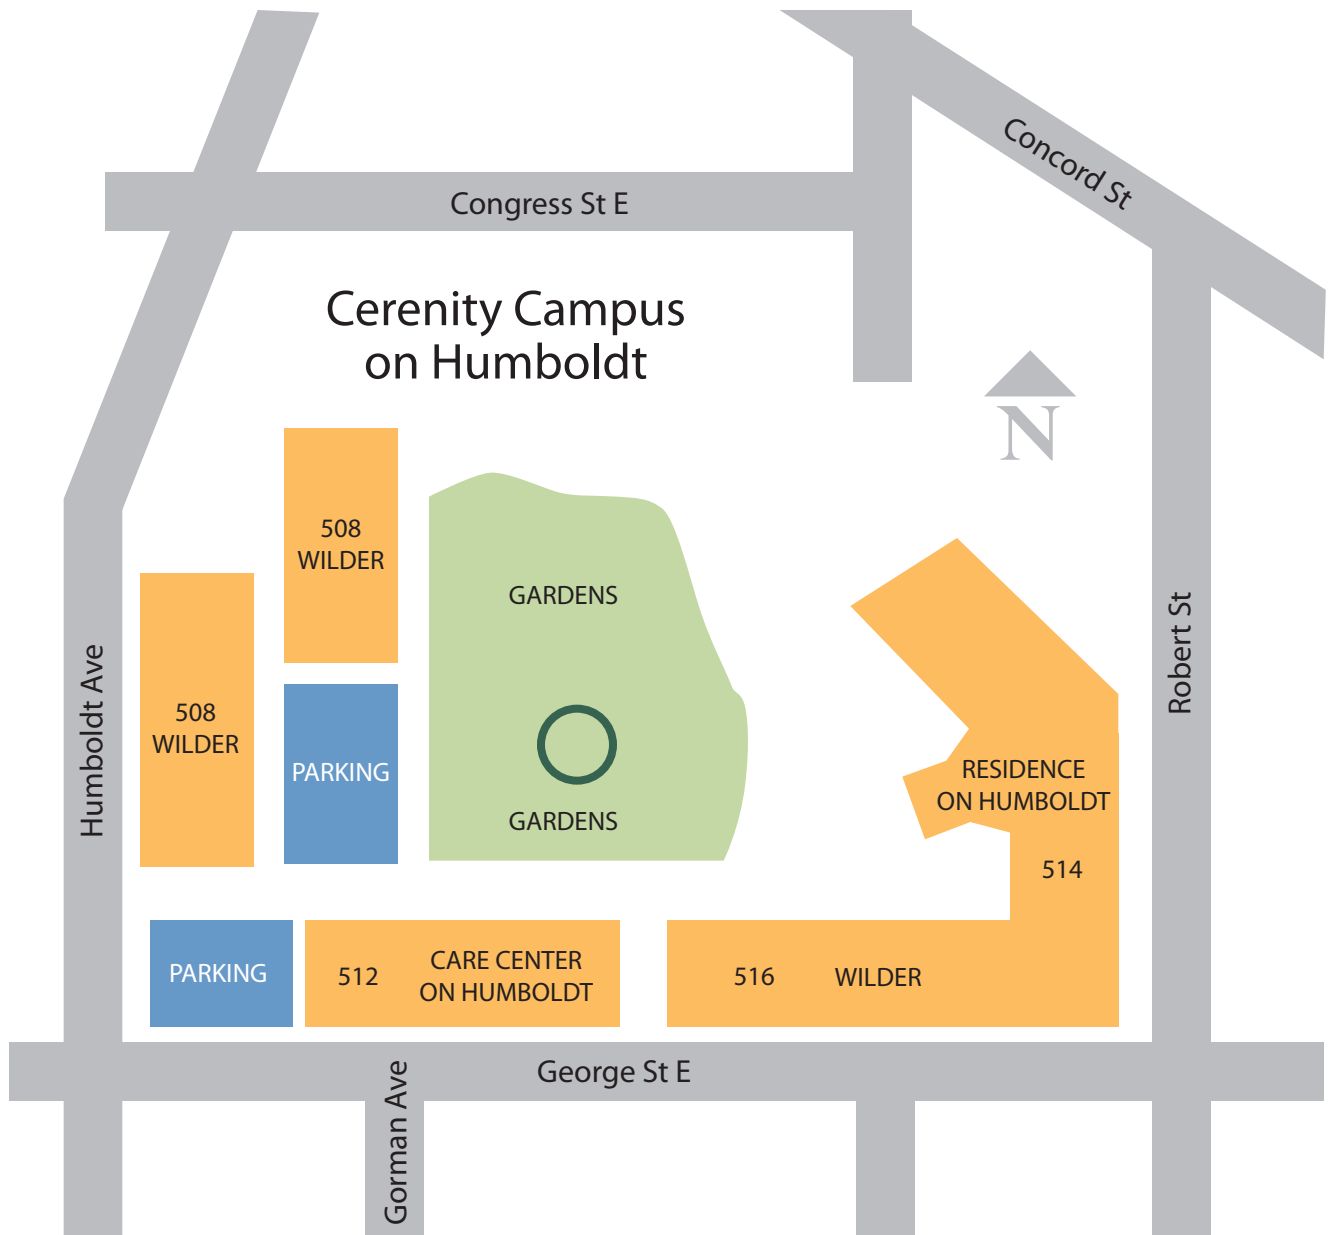 Concord St
Congress St E
Cerenity Campus
on Humboldt
N
508
WILDER
GARDENS
508
WILDER
Humboldt Ave
Robert St
PARKING
RESIDENCE
ON HUMBOLDT
GARDENS
514
PARKING
512
CARE CENTER
ON HUMBOLDT
516
WILDER
George St E
Gorman Ave